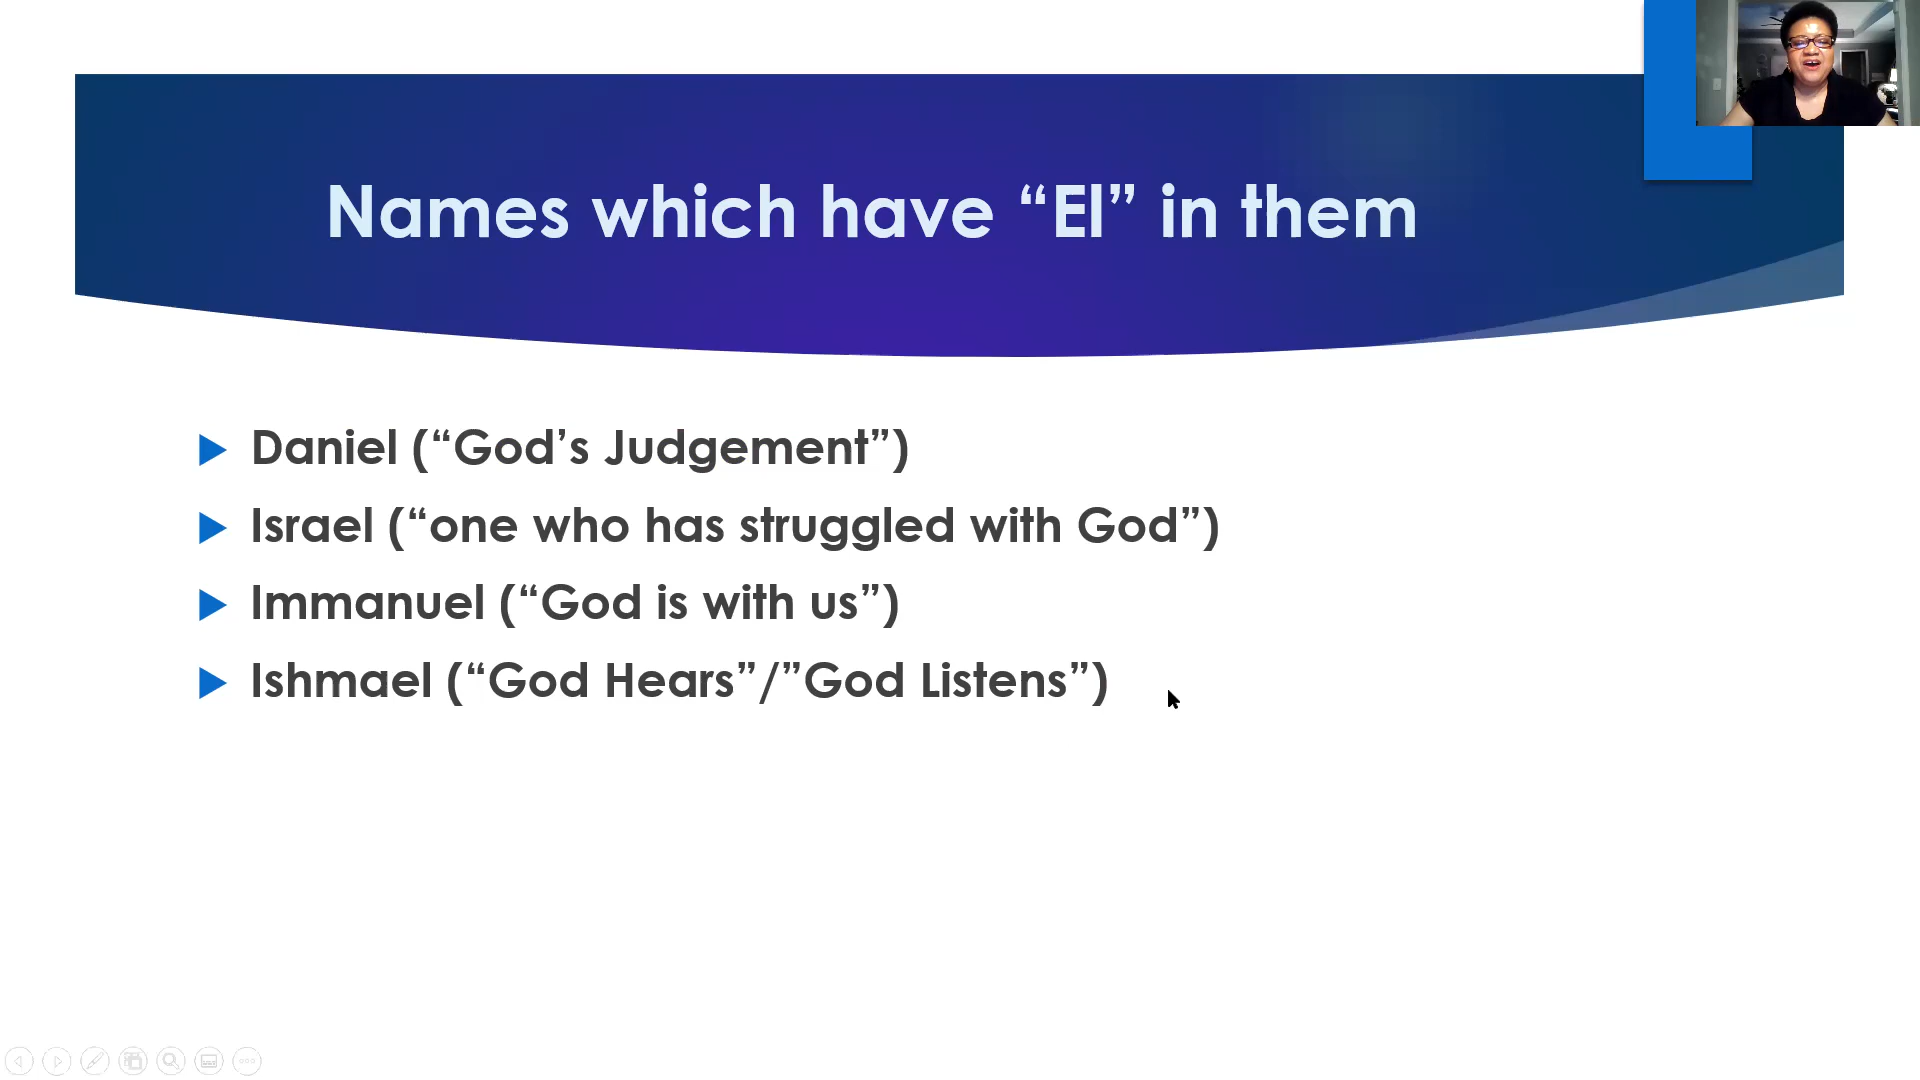 Names which have “El” in them
Daniel (“God’s Judgement”)
Israel (“one who has struggled with God”)
Immanuel (“God is with us”)
Ishmael (“God Hears”/”God Listens”)